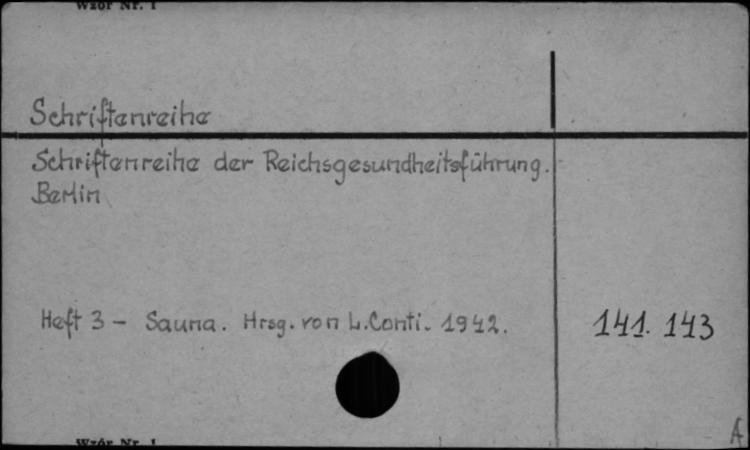 Wzór Nr. 1
Schriftenreihe
Schriftenreihe der Reichsgesundheitsführung.
Berlin
Heft 3 – Sauna. Hrsg. von L. Conti. 1942. 141. 143
A
Wzór Nr. 1